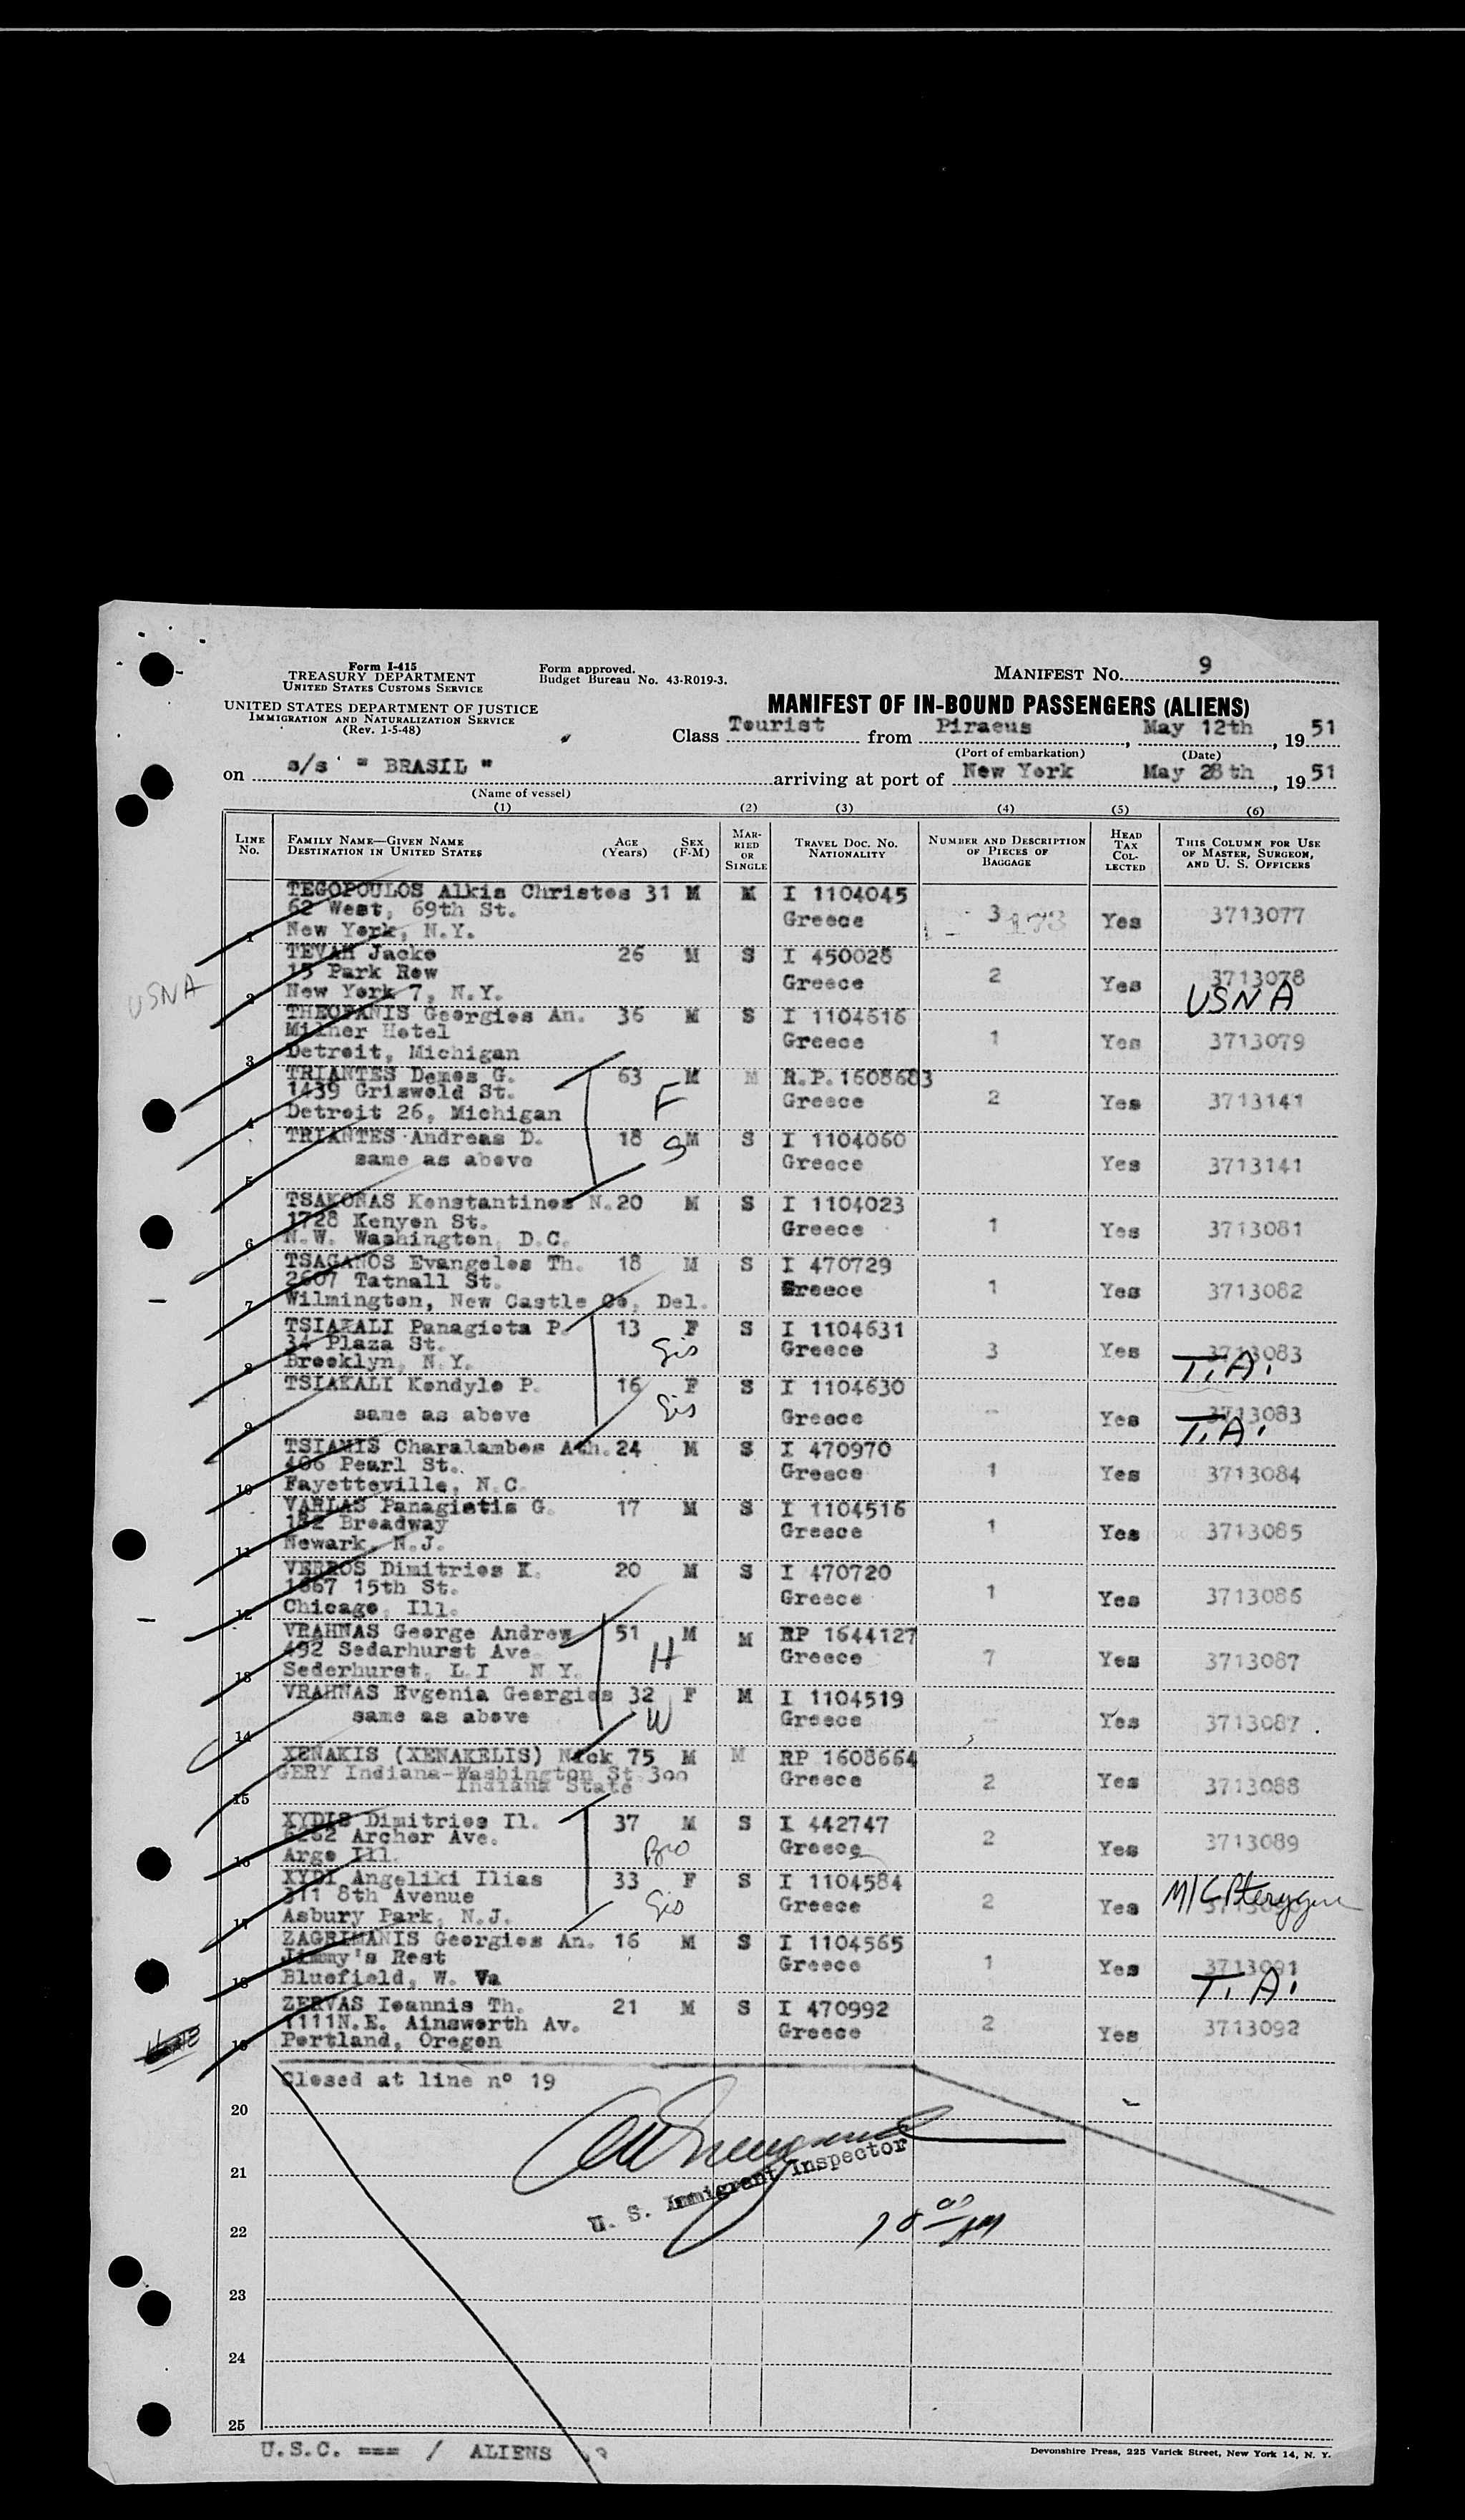 Form I-415
TREASURY DEPARTMENT
UNITED STATES CUSTOMS SERVICE
UNITED STATES DEPARTMENT OF JUSTICE
IMMIGRATION AND NATURALIZATION SERVICE
(Rev. 1-5-48)
Form approved.
Budget Bureau No. 43-R019-3.
MANIFEST NO. 9
MANIFEST OF IN-BOUND PASSENGERS (ALIENS)
Class Tourist from Piraeus, May 12th, 1951
(Port of embarkation) (Date)
on s/s " BRASIL " arriving at port of New York May 28th, 1951
(Name of vessel)
(1) (2) (3) (4) (5) (6)
LINE No. FAMILY NAME—GIVEN NAME DESTINATION IN UNITED STATES AGE (Years) SEX (F-M) MARRIED OR SINGLE TRAVEL DOC. NO. NATIONALITY NUMBER AND DESCRIPTION OF PIECES OF BAGGAGE HEAD TAX COLLECTED THIS COLUMN FOR USE OF MASTER, SURGEON, AND U. S. OFFICERS
TEGOPOULOS Alkis Christos 31 M M I 1104045
62 West, 69th St. Greece 3 Yes 3713077
1 New York, N.Y.
TEVAH Jacko 26 M S I 450028
15 Park Row Greece 2 Yes 3713078
USNA 2 New York 7, N.Y. USNA
THEOFANIS Georgios An. 36 M S I 1104616
Milner Hotel Greece 1 Yes 3713079
3 Detroit, Michigan
TRIANTES Demos G. 63 M M R.P. 1608683
1439 Griswold St. F Greece 2 Yes 3713141
4 Detroit 26, Michigan
TRIANTES Andreas D. 18 M S I 1104060
same as above S Greece Yes 3713141
5
TSAKONAS Konstantinos N. 20 M S I 1104023
1728 Kenyon St. Greece 1 Yes 3713081
6 N.W. Washington, D.C.
TSAGANOS Evangelos Th. 18 M S I 470729
2607 Tatnall St. Greece 1 Yes 3713082
7 Wilmington, New Castle Co, Del.
TSIAKALI Panagiota P. 13 F S I 1104631
34 Plaza St. Sis Greece 3 Yes 3713083
8 Brooklyn, N.Y. T.A.
TSIAKALI Kondylo P. 16 F S I 1104630
same as above Sis Greece - Yes 3713083
9 T.A.
TSIAMIS Charalambos Ath. 24 M S I 470970
406 Pearl St. Greece 1 Yes 3713084
10 Fayetteville, N.C.
VARLAS Panagiotis G. 17 M S I 1104516
182 Broadway Greece 1 Yes 3713085
11 Newark, N.J.
VERROS Dimitrios K. 20 M S I 470720
1867 15th St. Greece 1 Yes 3713086
12 Chicago, Ill.
VRAHNAS George Andrew 51 M M RP 1644127
492 Sedarhurst Ave H Greece 7 Yes 3713087
13 Sederhurst, L.I N.Y.
VRAHNAS Evgenia Georgios 32 F M I 1104519
same as above W Greece - Yes 3713087
14
XENAKIS (XENAKELIS) Nick 75 M M RP 1608664
GERY Indiana-Washington St 300 Greece 2 Yes 3713088
15 Indiana State
XYDIS Dimitrios Il. 37 M S I 442747
6262 Archer Ave. Bro Greece 2 Yes 3713089
16 Argo Ill.
XYDI Angeliki Ilias 33 F S I 1104584 M/C Pterygium
311 8th Avenue Sis Greece 2 Yes
17 Asbury Park, N.J.
ZAGRIMANIS Georgios An. 16 M S I 1104565
Jimmy's Rest Greece 1 Yes 3713091
18 Bluefield, W. Va T.A.
ZERVAS Ioannis Th. 21 M S I 470992
1111N.E. Ainsworth Av. Greece 2 Yes 3713092
19 Portland, Oregon
Closed at line nº 19
20
21
U. S. Immigrant Inspector
22
23
24
25
U.S.C. === / ALIENS
Devonshire Press, 225 Varick Street, New York 14, N. Y.